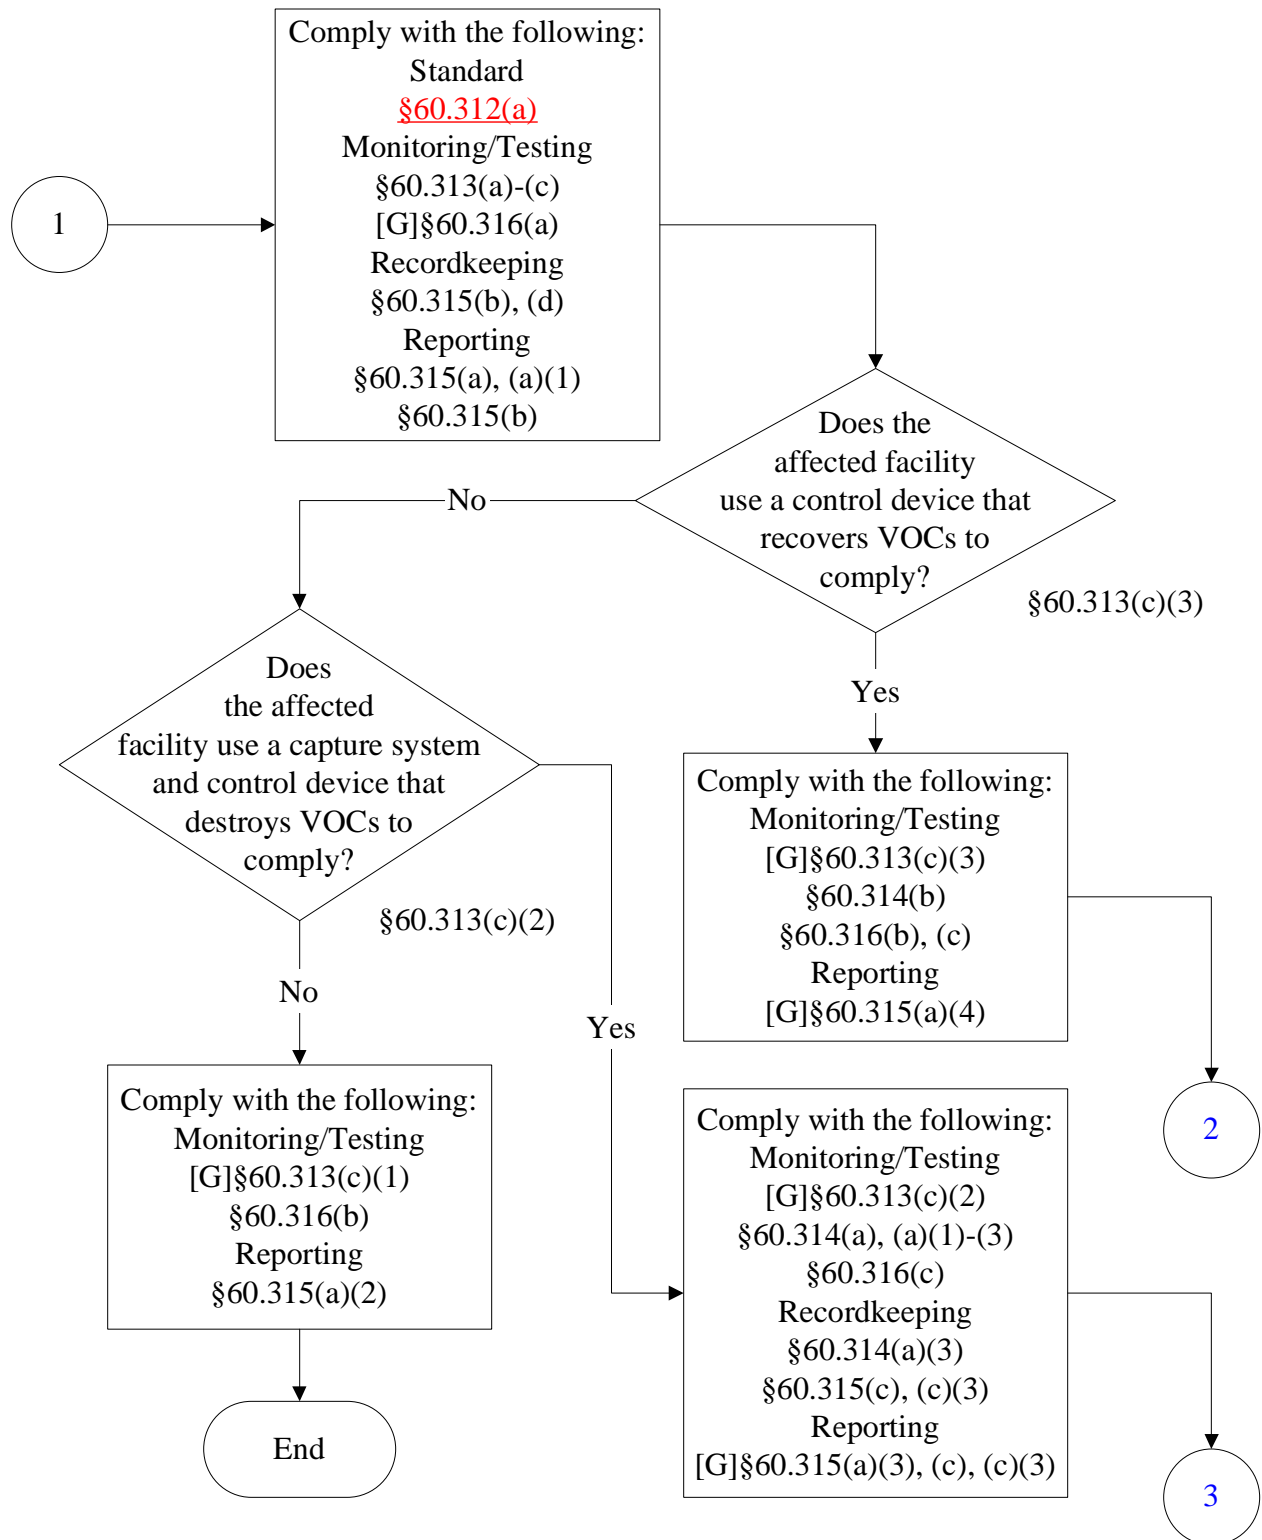 Comply with the following:
Standard
§60.312(a)
Monitoring/Testing
§60.313(a)-(c)
[G]§60.316(a)
Recordkeeping
§60.315(b), (d)
Reporting
§60.315(a), (a)(1)
§60.315(b)
1
Does the
affected facility
use a control device that
recovers VOCs to
comply?
§60.313(c)(3)
No
Yes
Does
the affected
facility use a capture system
and control device that
destroys VOCs to
comply?
§60.313(c)(2)
No
Yes
Comply with the following:
Monitoring/Testing
[G]§60.313(c)(3)
§60.314(b)
§60.316(b), (c)
Reporting
[G]§60.315(a)(4)
2
Comply with the following:
Monitoring/Testing
[G]§60.313(c)(1)
§60.316(b)
Reporting
§60.315(a)(2)
End
Comply with the following:
Monitoring/Testing
[G]§60.313(c)(2)
§60.314(a), (a)(1)-(3)
§60.316(c)
Recordkeeping
§60.314(a)(3)
§60.315(c), (c)(3)
Reporting
[G]§60.315(a)(3), (c), (c)(3)
3